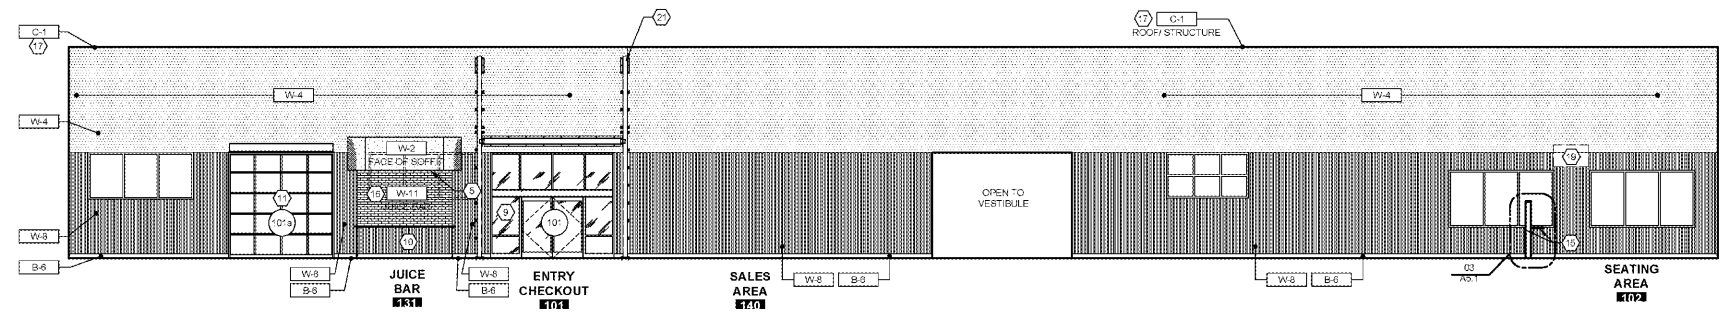 C-1
17
21
17
C-1
ROOF/ STRUCTURE
W-4
W-4
W-4
W-2
FACE OF SOFFIT
19
11
16
W-11
5
OPEN TO
VESTIBULE
101a
9
101
10
15
W-8
B-6
W-8
B-6
JUICE
BAR
131
W-8
B-6
ENTRY
CHECKOUT
101
SALES
AREA
140
W-8
B-6
W-8
B-6
03
A5.1
SEATING
AREA
102